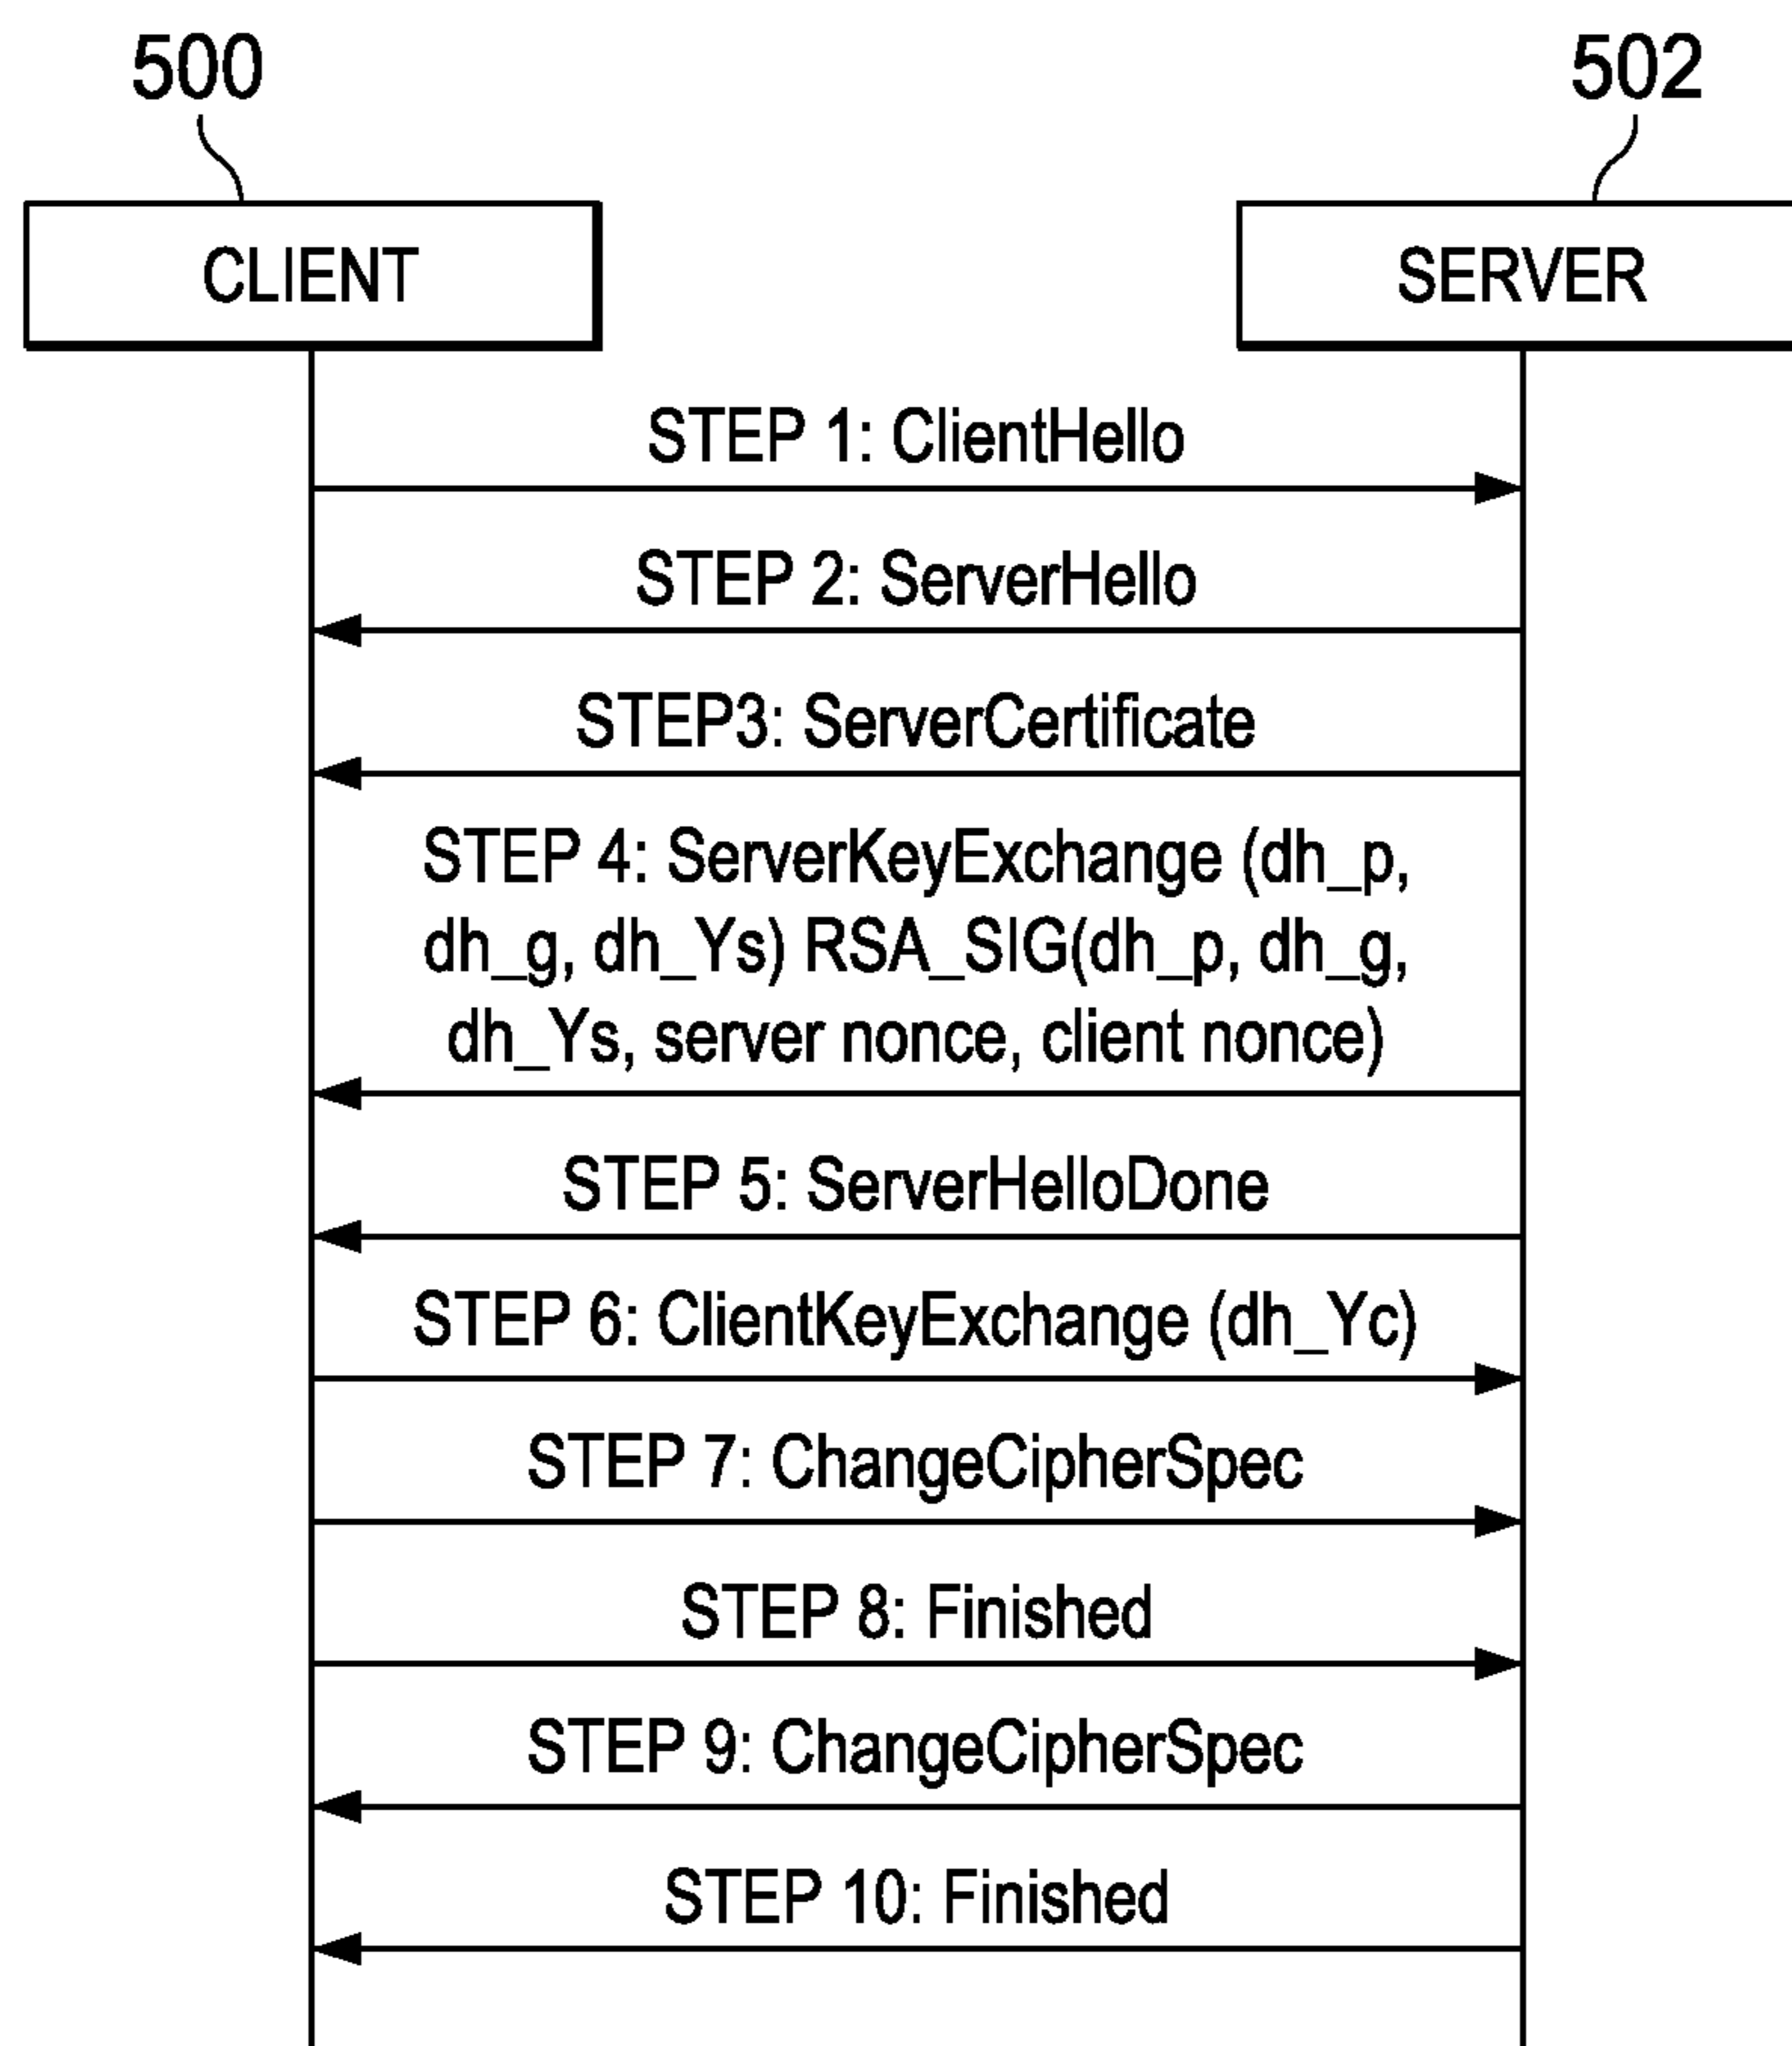 500
502
CLIENT
SERVER
STEP 1: ClientHello
STEP 2: ServerHello
STEP3: ServerCertificate
STEP 4: ServerKeyExchange (dh_p,
dh_g, dh_Ys) RSA_SIG(dh_p, dh_g,
dh_Ys, server nonce, client nonce)
STEP 5: ServerHelloDone
STEP 6: ClientKeyExchange (dh_Yc)
STEP 7: ChangeCipherSpec
STEP 8: Finished
STEP 9: ChangeCipherSpec
STEP 10: Finished